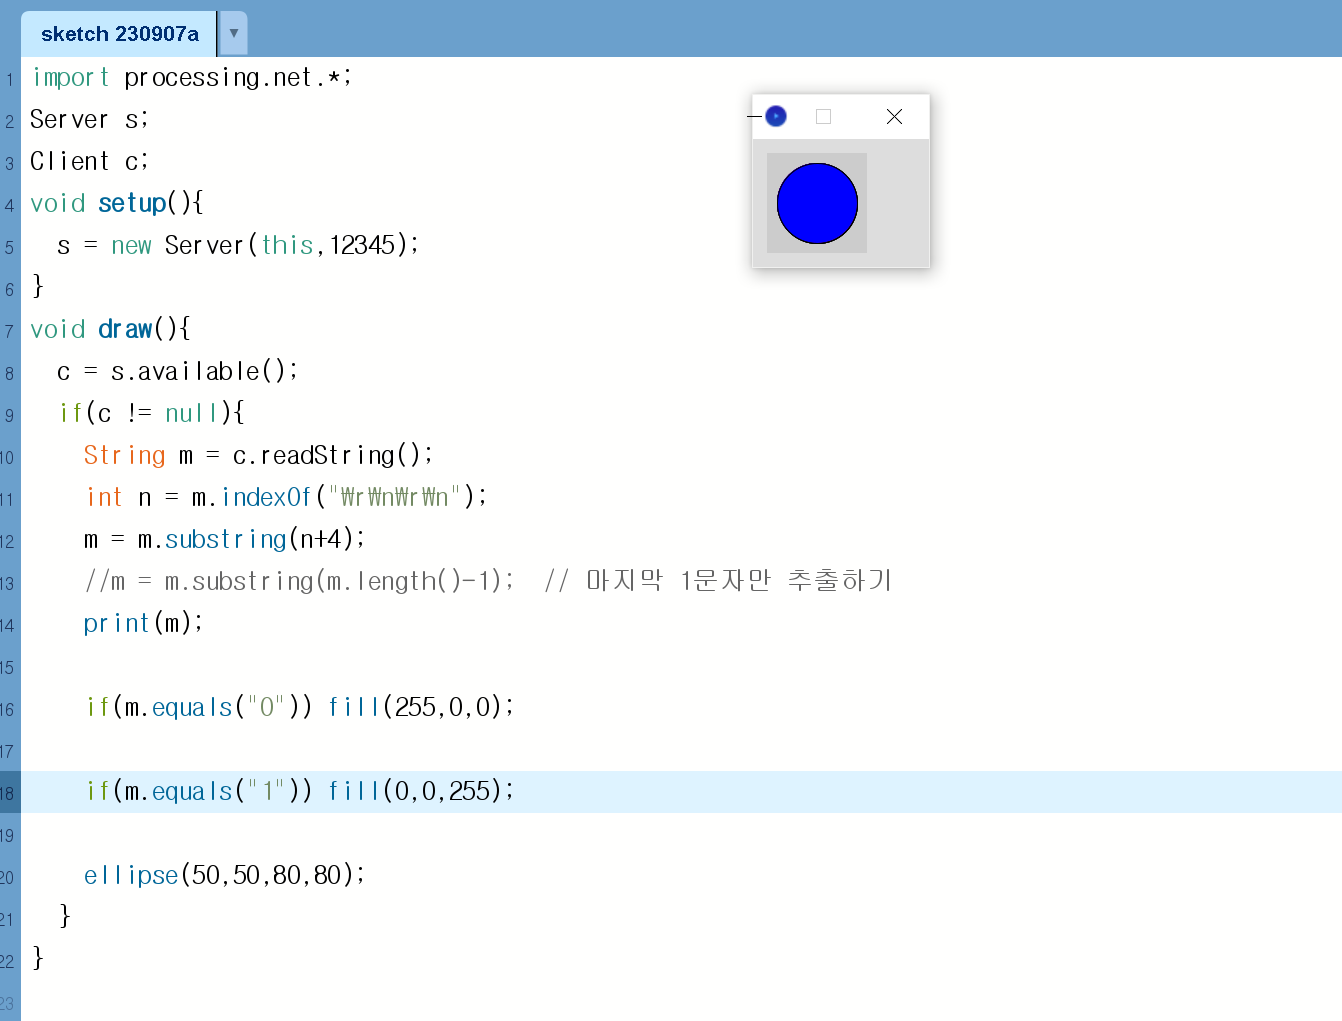 sketch 230907a
1 import processing.net.*;
2 Server s;
3 Client c;
4 void setup(){
5   s = new Server(this,12345);
6 }
7 void draw(){
8   c = s.available();
9   if(c != null){
10     String m = c.readString();
11     int n = m.indexOf("₩r₩n₩r₩n");
12     m = m.substring(n+4);
13     //m = m.substring(m.length()-1);  // 마지막 1문자만 추출하기
14     print(m);
15
16     if(m.equals("0")) fill(255,0,0);
17
18     if(m.equals("1")) fill(0,0,255);
19
20     ellipse(50,50,80,80);
21   }
22 }
23